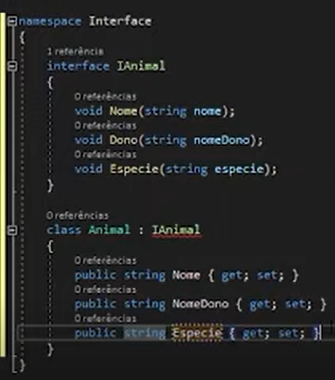 namespace Interface
{
1 referência
interface IAnimal
{
0 referências
void Nome(string nome);
0 referências
void Dono(string nomeDono);
0 referências
void Especie(string especie);
}
0 referências
class Animal : IAnimal
{
0 referências
public string Nome { get; set; }
0 referências
public string NomeDono { get; set; }
0 referências
public string Especie { get; set; }
}
}